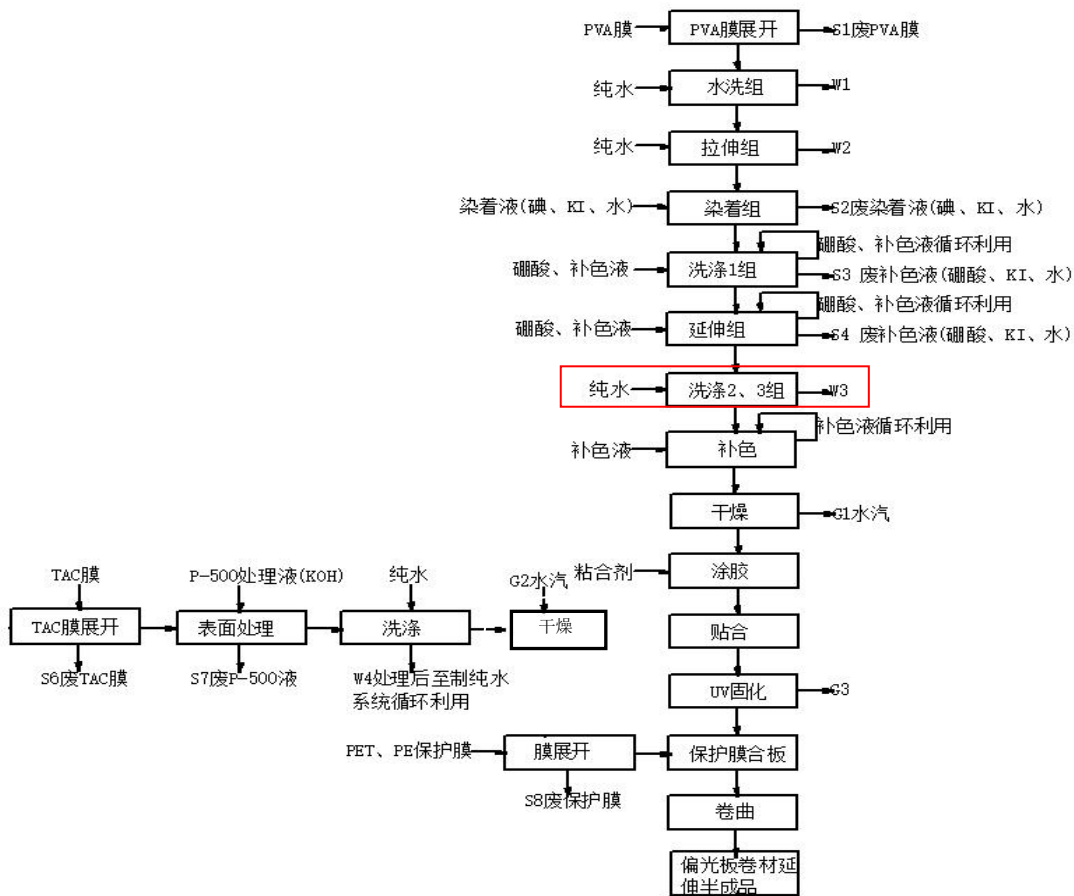 PVA膜
PVA膜展开
S1废PVA膜
纯水
水洗组
W1
纯水
拉伸组
W2
染着液(碘、KI、水)
染着组
S2废染着液(碘、KI、水)
硼酸、补色液循环利用
硼酸、补色液
洗涤1组
S3 废补色液(硼酸、KI、水)
硼酸、补色液循环利用
硼酸、补色液
延伸组
S4 废补色液(硼酸、KI、水)
纯水
洗涤2、3组
W3
补色液循环利用
补色液
补色
干燥
G1水汽
TAC膜
P-500处理液(KOH)
纯水
G2水汽
粘合剂
涂胶
TAC膜展开
表面处理
洗涤
干燥
贴合
S6废TAC膜
S7废P-500液
W4处理后至制纯水
系统循环利用
UV固化
G3
PET、PE保护膜
膜展开
保护膜合板
S8废保护膜
卷曲
偏光板卷材延
伸半成品